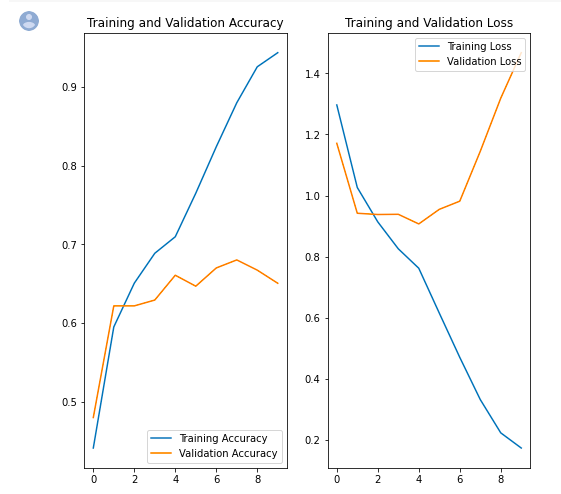 Training and Validation Accuracy
0.9
0.8
0.7
0.6
0.5
Training Accuracy
Validation Accuracy
0 2 4 6 8
Training and Validation Loss
Training Loss
Validation Loss
1.4
1.2
1.0
0.8
0.6
0.4
0.2
0 2 4 6 8